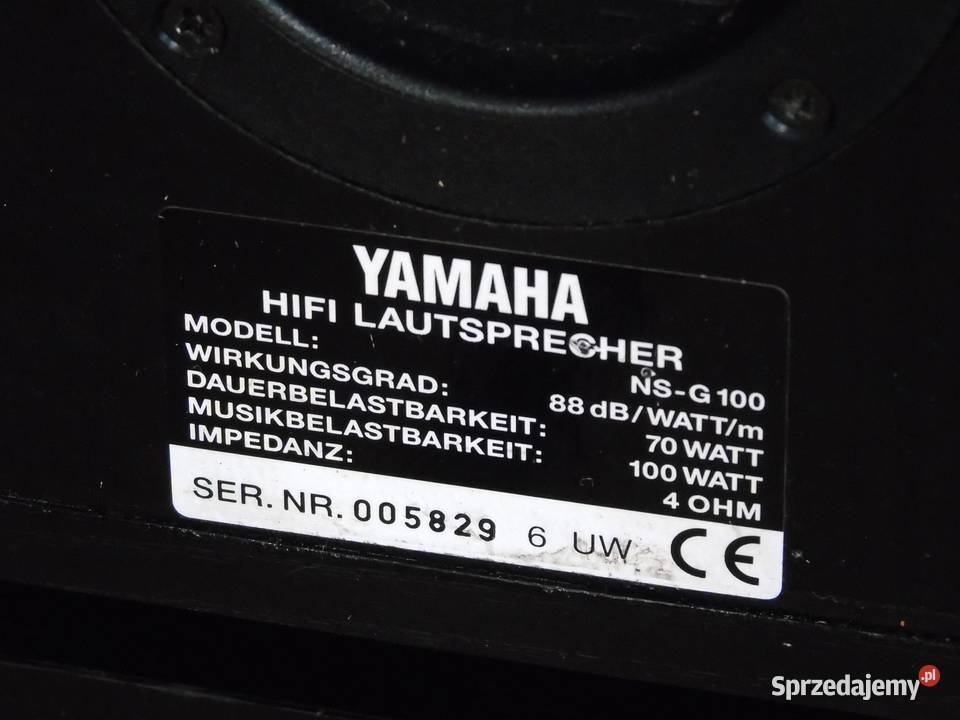 YAMAHA
HIFI LAUTSPRECHER
MODELL: NS-G 100
WIRKUNGSGRAD: 88 dB/WATT/m
DAUERBELASTBARKEIT: 70 WATT
MUSIKBELASTBARKEIT: 100 WATT
IMPEDANZ: 4 OHM
SER. NR. 005829 6 UW CE
Sprzedajemy.pl